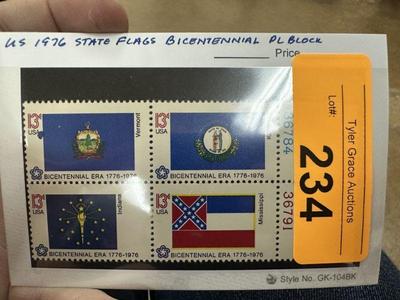 US 1976 STATE FLAGS BICENTENNIAL PL BLOCK
Price
Tyler Grace Auctions
Lot#:
234
13¢
USA
Vermont
BICENTENNIAL ERA 1776-1976
13¢
USA
BICENTENNIAL ERA 1776-1976
36784
13¢
USA
Indiana
BICENTENNIAL ERA 1776-1976
13¢
USA
Mississippi
BICENTENNIAL ERA 1776-1976
36791
Style No. GK-104BK